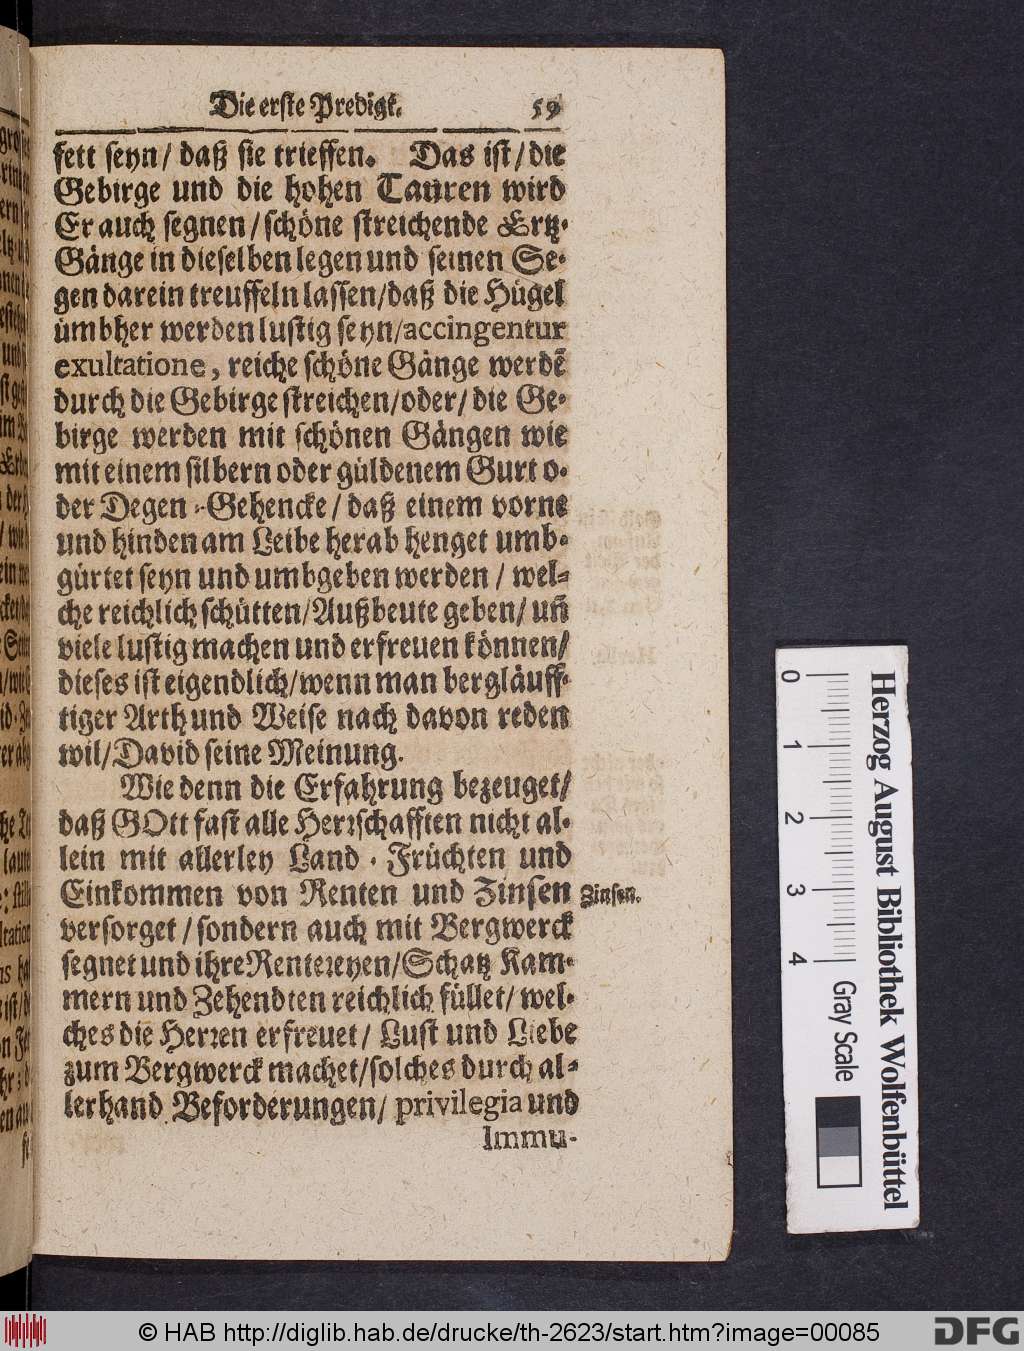 Die erste Predigt. 59
fett seyn/ daß sie trieffen. Das ist/ die
Gebirge und die hohen Tauren wird
Er auch segnen/ schöne streichende Ertz-
Gänge in dieselben legen und seinen Se-
gen darein treuffeln lassen/ daß die Hügel
ümbher werden lustig seyn/ accingentur
exultatione, reiche schöne Gänge werdē
durch die Gebirge streichen/ oder/ die Ge-
birge werden mit schönen Gängen wie
mit einem silbern oder güldenem Gurt o-
der Degen-Gehencke/ daß einem vorne
und hinden am Leibe herab henget umb-
gürtet seyn und umbgeben werden/ wel-
che reichlich schütten/ Außbeute geben/ uñ
viele lustig machen und erfreuen können/
dieses ist eigendlich/ wenn man bergläuff-
tiger Arth und Weise nach davon reden
wil/ David seine Meinung.
Wie denn die Erfahrung bezeuget/
daß GOtt fast alle Herrschafften nicht al-
lein mit allerley Land-Früchten und
Einkommen von Renten und Zinsen
Zinsen.
versorget/ sondern auch mit Bergwerck
segnet und ihre Rentereyen/ Schatz Kam-
mern und Zehendten reichlich füllet/ wel-
ches die Herren erfreuet/ Lust und Liebe
zum Bergwerck machet/ solches durch al-
lerhand Beforderungen/ privilegia und
Immu-
Herzog August Bibliothek Wolfenbüttel
0 1 2 3 4 Gray Scale
© HAB http://diglib.hab.de/drucke/th-2623/start.htm?image=00085
DFG